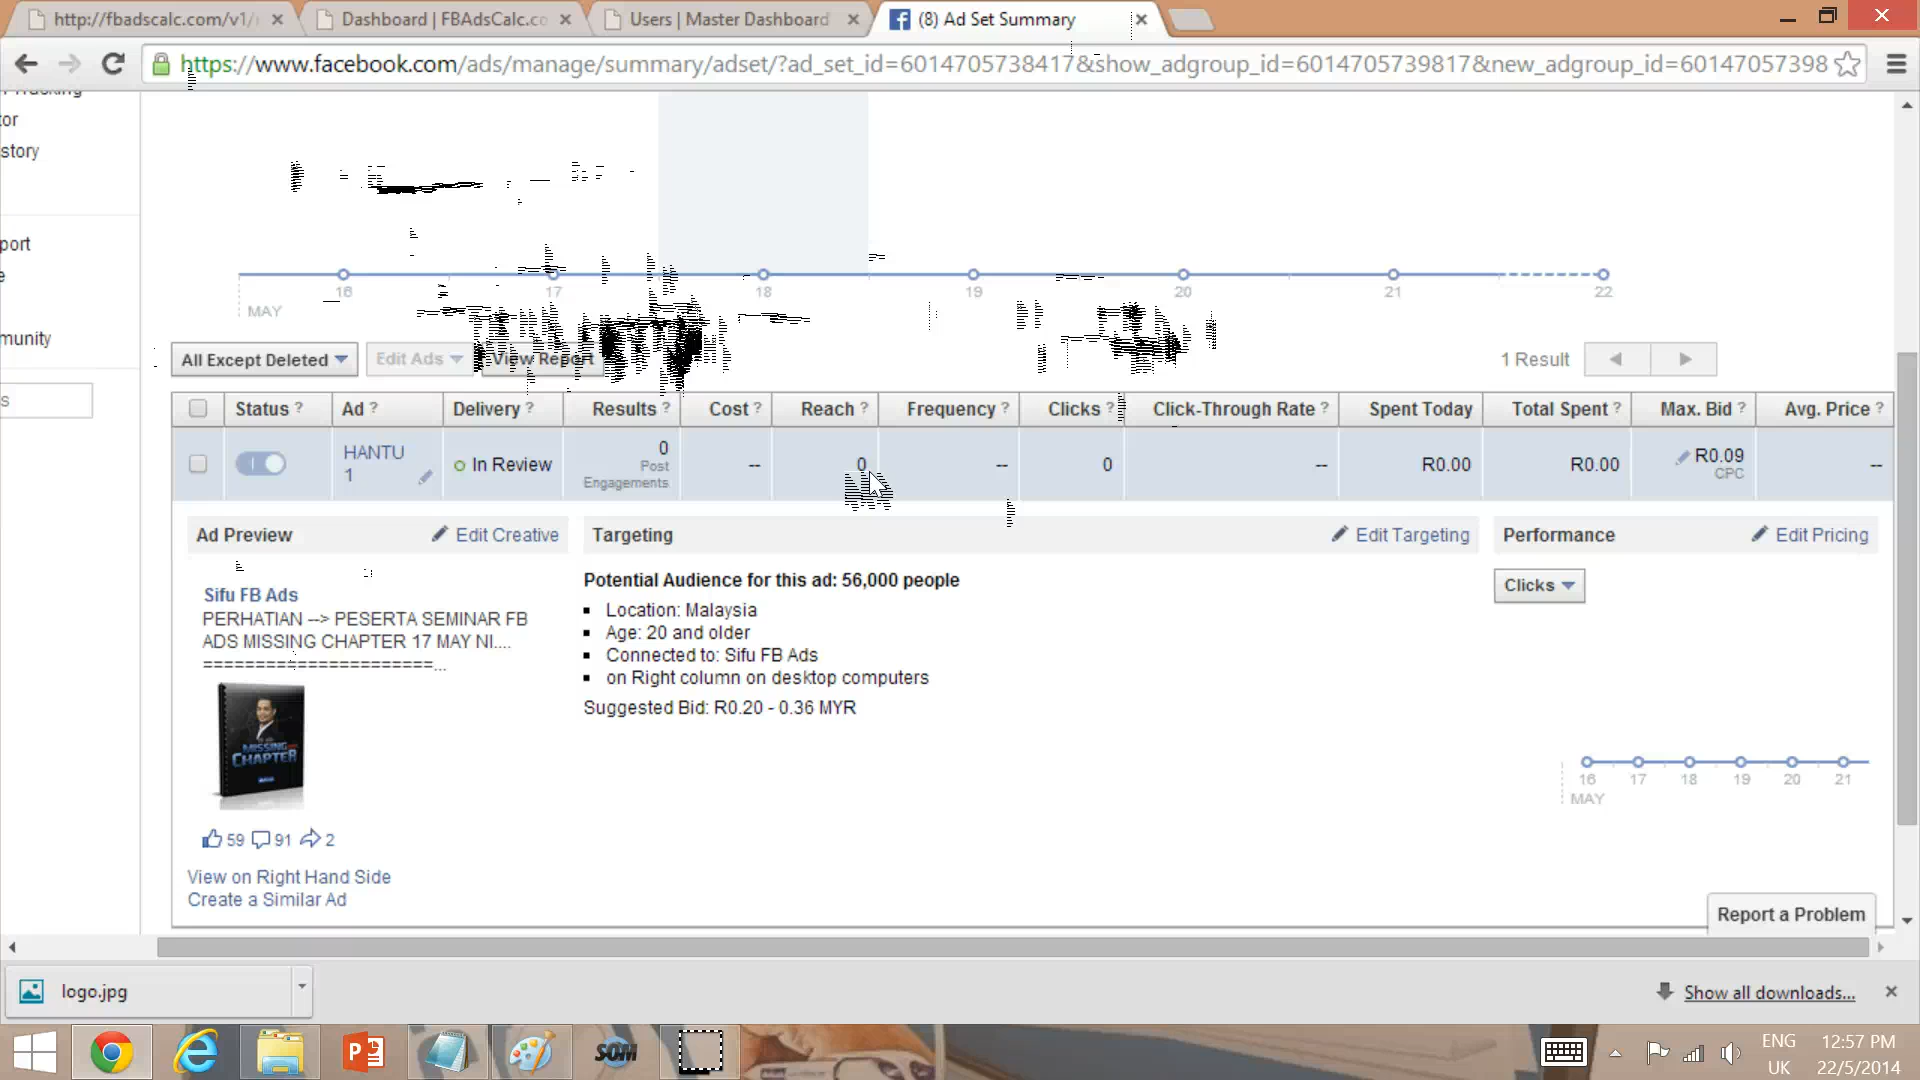 http://fbadscalc.com/v1/
Dashboard | FBAdsCalc.co
Users | Master Dashboard
(8) Ad Set Summary
https://www.facebook.com/ads/manage/summary/adset/?ad_set_id=6014705738417&show_adgroup_id=6014705739817&new_adgroup_id=60147057398
tor
story
port
e
munity
s
16 17 18 19 20 21 22
MAY
All Except Deleted Edit Ads View Report 1 Result
Status ? Ad ? Delivery ? Results ? Cost ? Reach ? Frequency ? Clicks ? Click-Through Rate ? Spent Today Total Spent ? Max. Bid ? Avg. Price ?
HANTU 1 In Review 0 Post Engagements -- 0 -- 0 -- R0.00 R0.00 R0.09 CPC --
Ad Preview Edit Creative Targeting Edit Targeting Performance Edit Pricing
Sifu FB Ads
PERHATIAN --> PESERTA SEMINAR FB
ADS MISSING CHAPTER 17 MAY NI....
======================...
MISSING
CHAPTER
59 91 2
View on Right Hand Side
Create a Similar Ad
Potential Audience for this ad: 56,000 people
Location: Malaysia
Age: 20 and older
Connected to: Sifu FB Ads
on Right column on desktop computers
Suggested Bid: R0.20 - 0.36 MYR
Clicks
16 17 18 19 20 21
MAY
Report a Problem
logo.jpg
Show all downloads...
SOM
ENG
UK
12:57 PM
22/5/2014